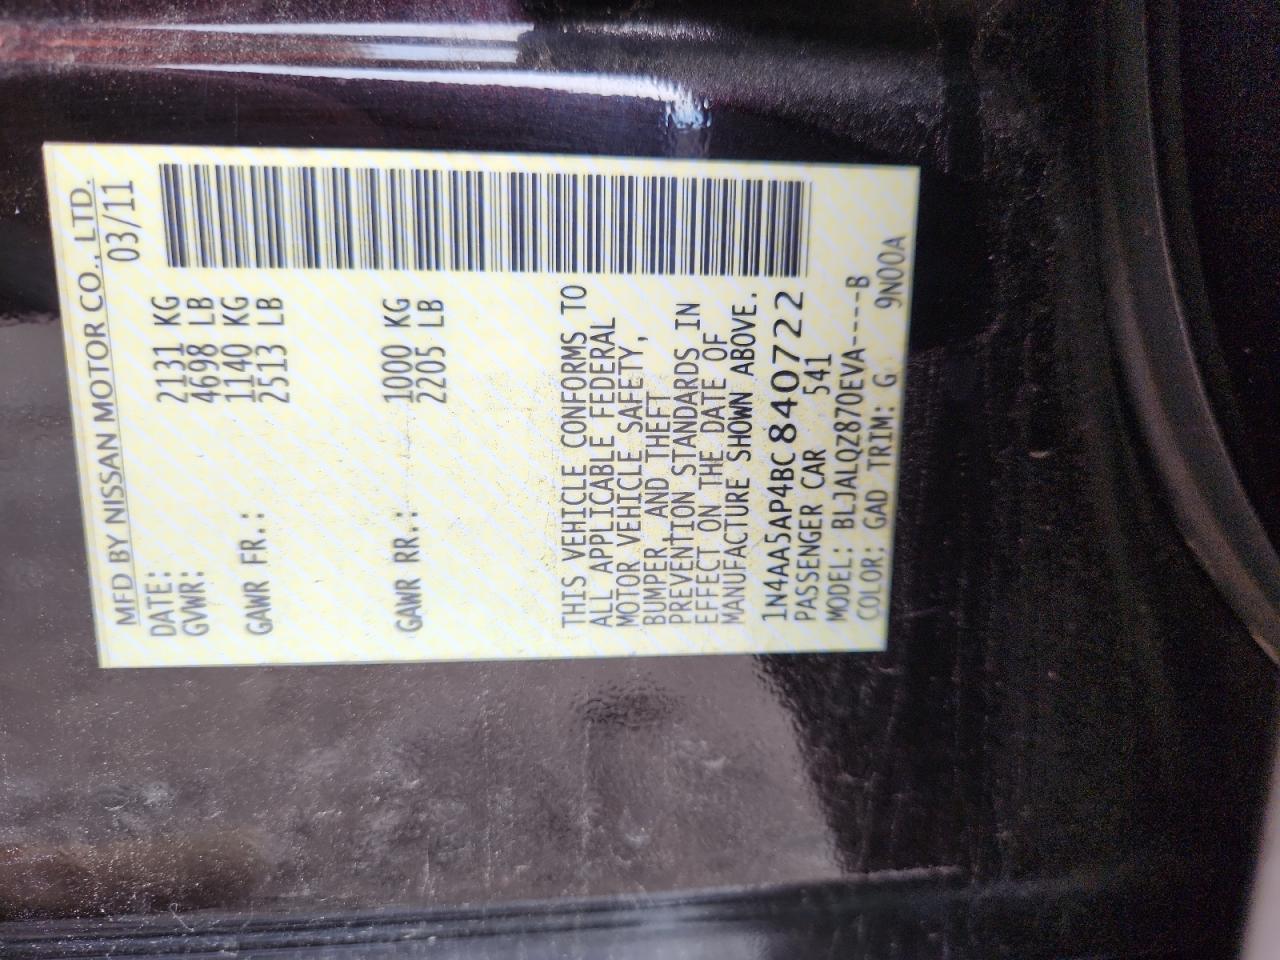 MFD BY NISSAN MOTOR CO., LTD.
DATE: 03/11
GVWR: 2131 KG
4698 LB
GAWR FR.: 1140 KG
2513 LB
GAWR RR.: 1000 KG
2205 LB
THIS VEHICLE CONFORMS TO
ALL APPLICABLE FEDERAL
MOTOR VEHICLE SAFETY,
BUMPER, AND THEFT
PREVENTION STANDARDS IN
EFFECT ON THE DATE OF
MANUFACTURE SHOWN ABOVE.
1N4AA5AP4BC840722
PASSENGER CAR 541
MODEL: BLJALQZ870EVA----B
COLOR: GAD TRIM: G 9N00A